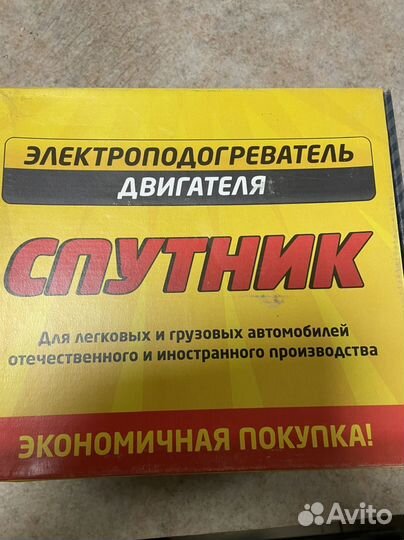 ЭЛЕКТРОПОДОГРЕВАТЕЛЬ
ДВИГАТЕЛЯ
СПУТНИК
Для легковых и грузовых автомобилей
отечественного и иностранного производства
ЭКОНОМИЧНАЯ ПОКУПКА!
Avito